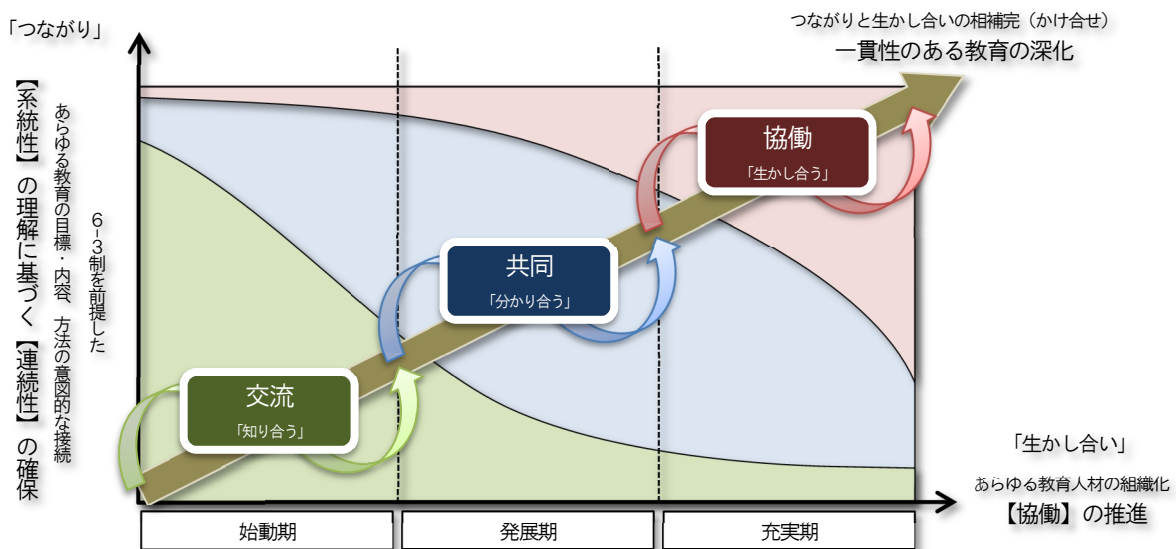 「つながり」
【系統性】の理解に基づく【連続性】の確保
あらゆる教育の目標・内容、方法の意図的な接続
6-3制を前提した
つながりと生かし合いの相補完（かけ合せ）
一貫性のある教育の深化
協働
「生かし合う」
共同
「分かり合う」
交流
「知り合う」
「生かし合い」
あらゆる教育人材の組織化
【協働】の推進
始動期
発展期
充実期